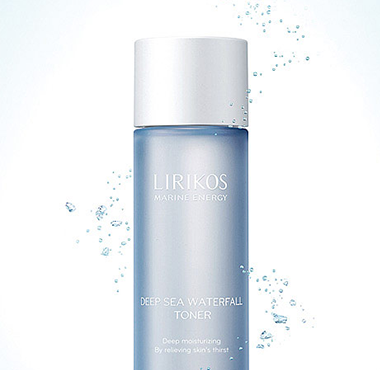 LIRIKOS
MARINE ENERGY
DEEP SEA WATERFALL
TONER
Deep moisturizing
By relieving skin's thirst